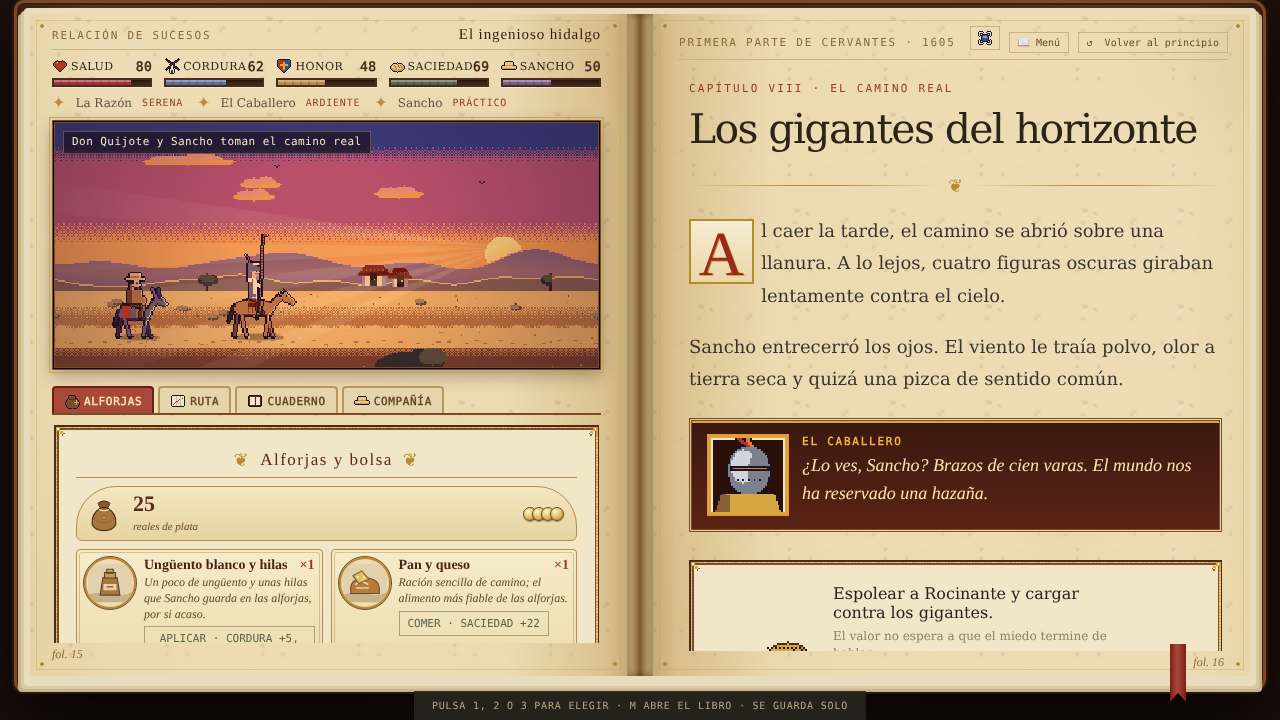 RELACIÓN DE SUCESOS
El ingenioso hidalgo
SALUD 80
CORDURA 62
HONOR 48
SACIEDAD 69
SANCHO 50
La Razón SERENA
El Caballero ARDIENTE
Sancho PRÁCTICO
Don Quijote y Sancho toman el camino real
ALFORJAS
RUTA
CUADERNO
COMPAÑÍA
Alforjas y bolsa
25
reales de plata
Ungüento blanco y hilas ×1
Un poco de ungüento y unas hilas
que Sancho guarda en las alforjas,
por si acaso.
APLICAR · CORDURA +5,
Pan y queso ×1
Ración sencilla de camino; el
alimento más fiable de las alforjas.
COMER · SACIEDAD +22
fol. 15
PRIMERA PARTE DE CERVANTES · 1605
Menú
↺ Volver al principio
CAPÍTULO VIII · EL CAMINO REAL
Los gigantes del horizonte
Al caer la tarde, el camino se abrió sobre una
llanura. A lo lejos, cuatro figuras oscuras giraban
lentamente contra el cielo.
Sancho entrecerró los ojos. El viento le traía polvo, olor a
tierra seca y quizá una pizca de sentido común.
EL CABALLERO
¿Lo ves, Sancho? Brazos de cien varas. El mundo nos
ha reservado una hazaña.
Espolear a Rocinante y cargar
contra los gigantes.
El valor no espera a que el miedo termine de
fol. 16
PULSA 1, 2 O 3 PARA ELEGIR · M ABRE EL LIBRO · SE GUARDA SOLO